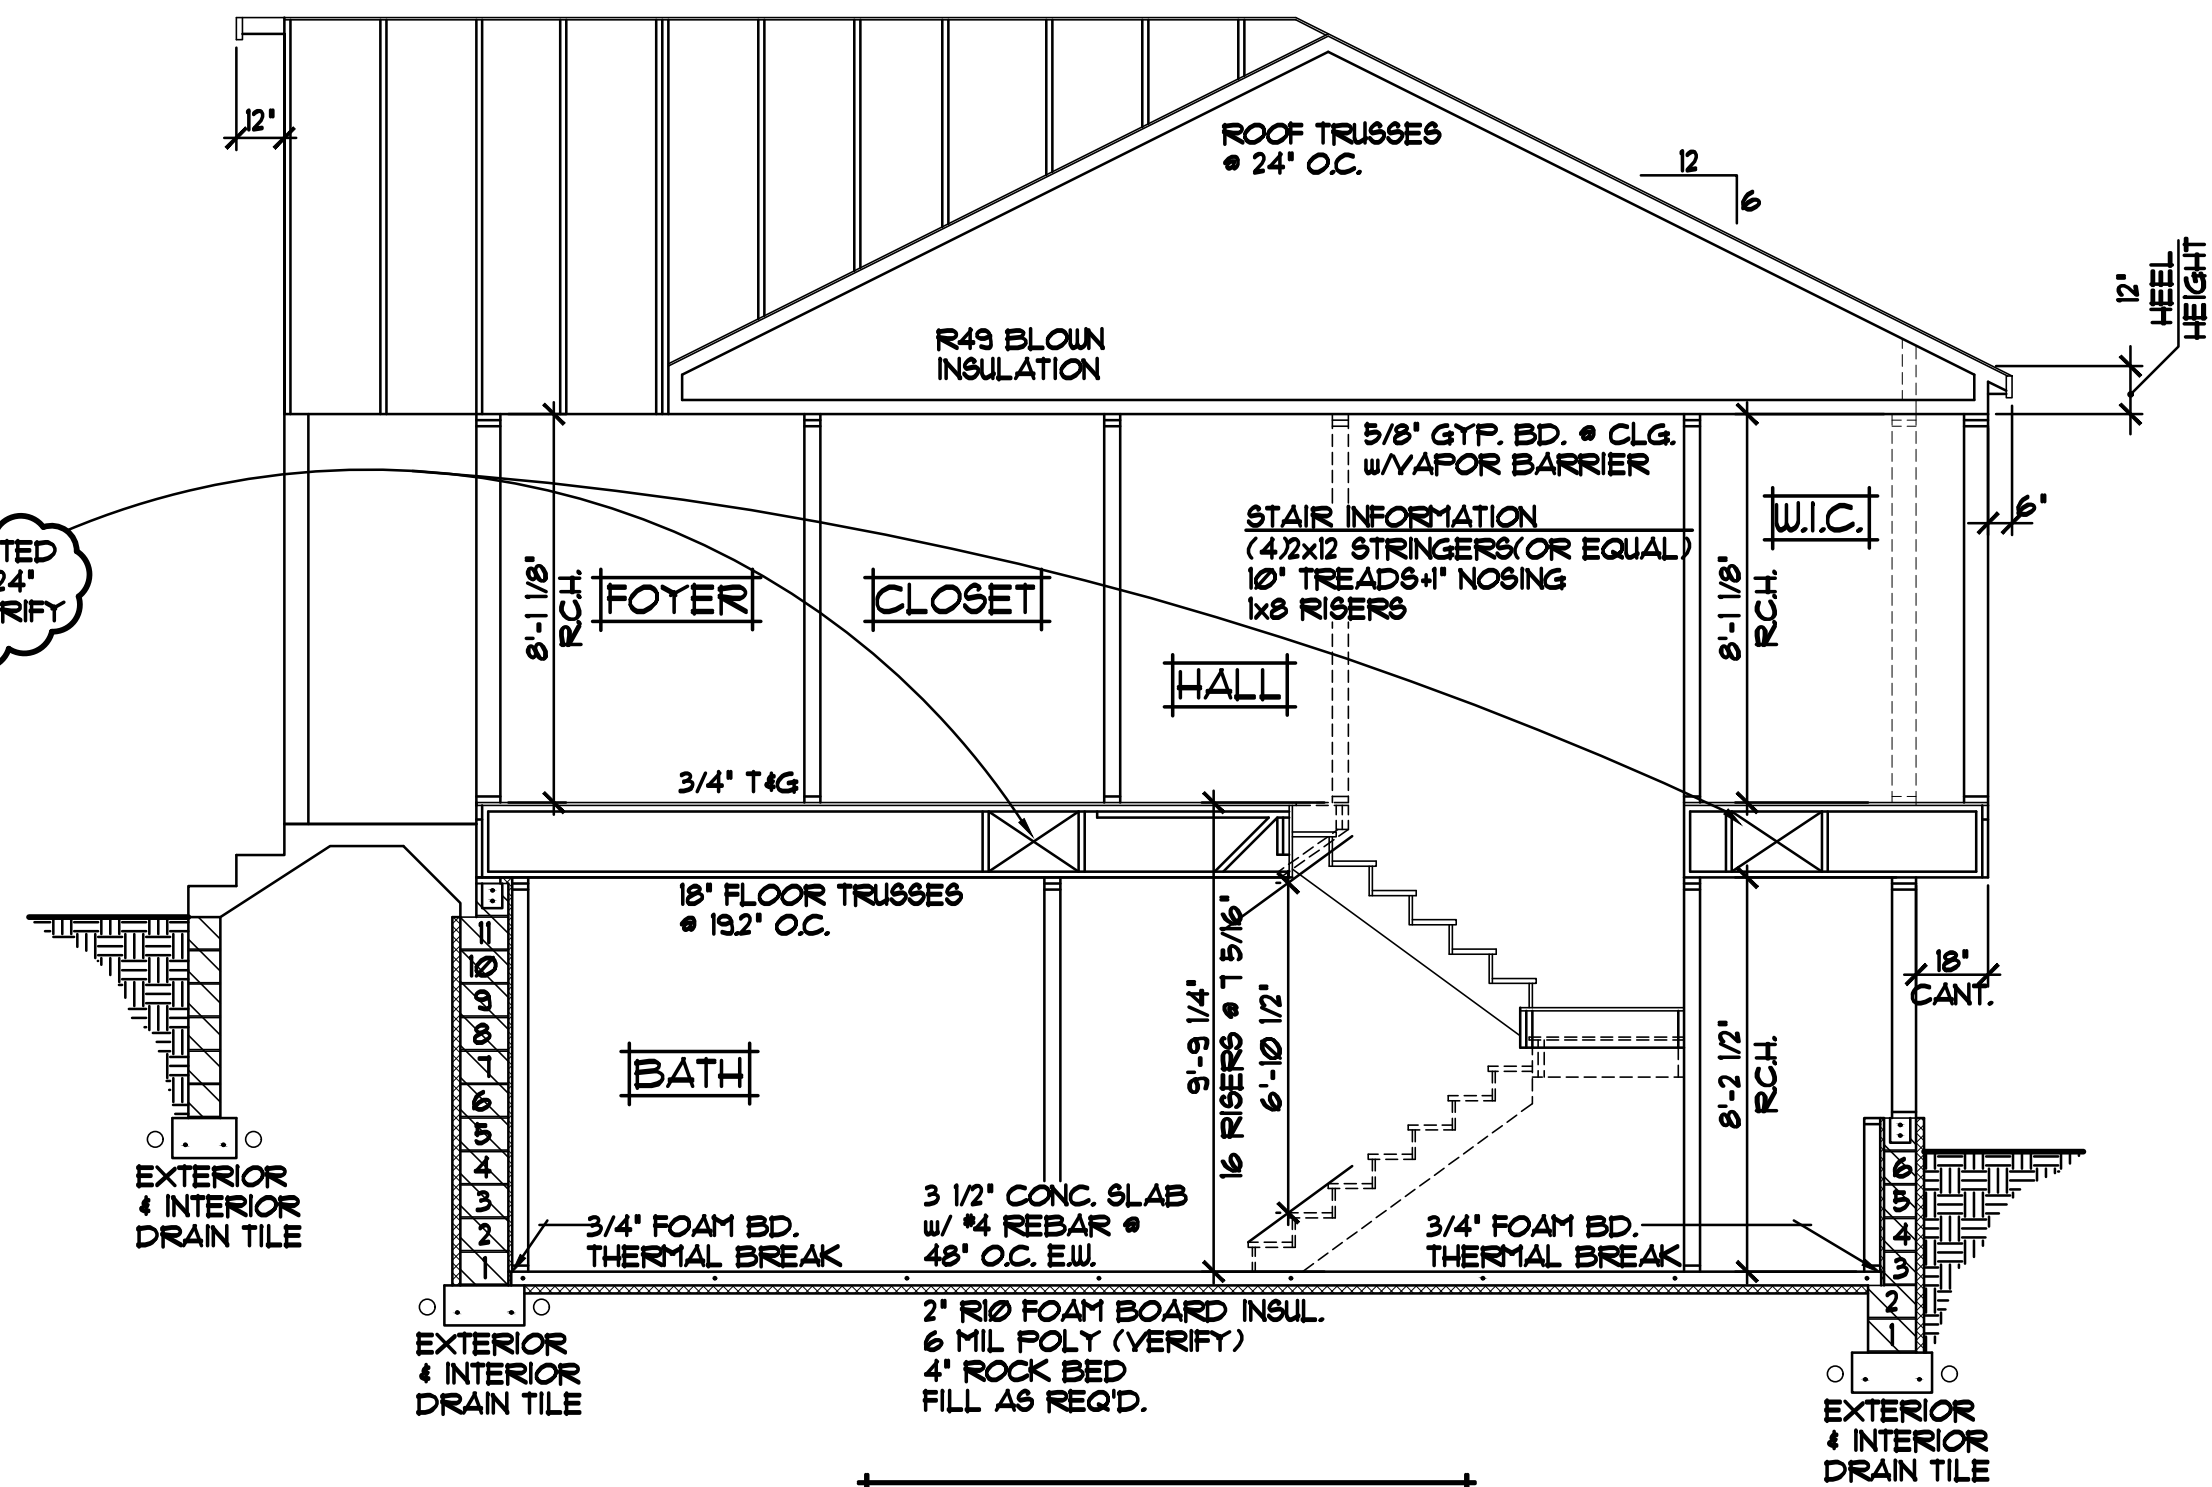 12"
ROOF TRUSSES
@ 24" O.C.
12
6
12"
HEEL
HEIGHT
R49 BLOWN
INSULATION
5/8" GYP. BD. @ CLG.
w/VAPOR BARRIER
6"
W.I.C.
STAIR INFORMATION
(4)2x12 STRINGERS(OR EQUAL)
10" TREADS+1" NOSING
1x8 RISERS
24"
8'-1 1/8"
R.C.H.
FOYER
CLOSET
HALL
8'-1 1/8"
R.C.H.
3/4" T&G
18" FLOOR TRUSSES
@ 19.2" O.C.
18"
CANT.
9'-9 1/4"
16 RISERS @ 7 5/16"
6'-10 1/2"
8'-2 1/2"
R.C.H.
BATH
11
10
9
8
7
6
5
4
3
2
1
6
5
4
3
2
1
EXTERIOR
& INTERIOR
DRAIN TILE
3/4" FOAM BD.
THERMAL BREAK
3 1/2" CONC. SLAB
w/ #4 REBAR @
48" O.C. E.W.
3/4" FOAM BD.
THERMAL BREAK
2" R10 FOAM BOARD INSUL.
6 MIL POLY (VERIFY)
4" ROCK BED
FILL AS REQ'D.
EXTERIOR
& INTERIOR
DRAIN TILE
EXTERIOR
& INTERIOR
DRAIN TILE